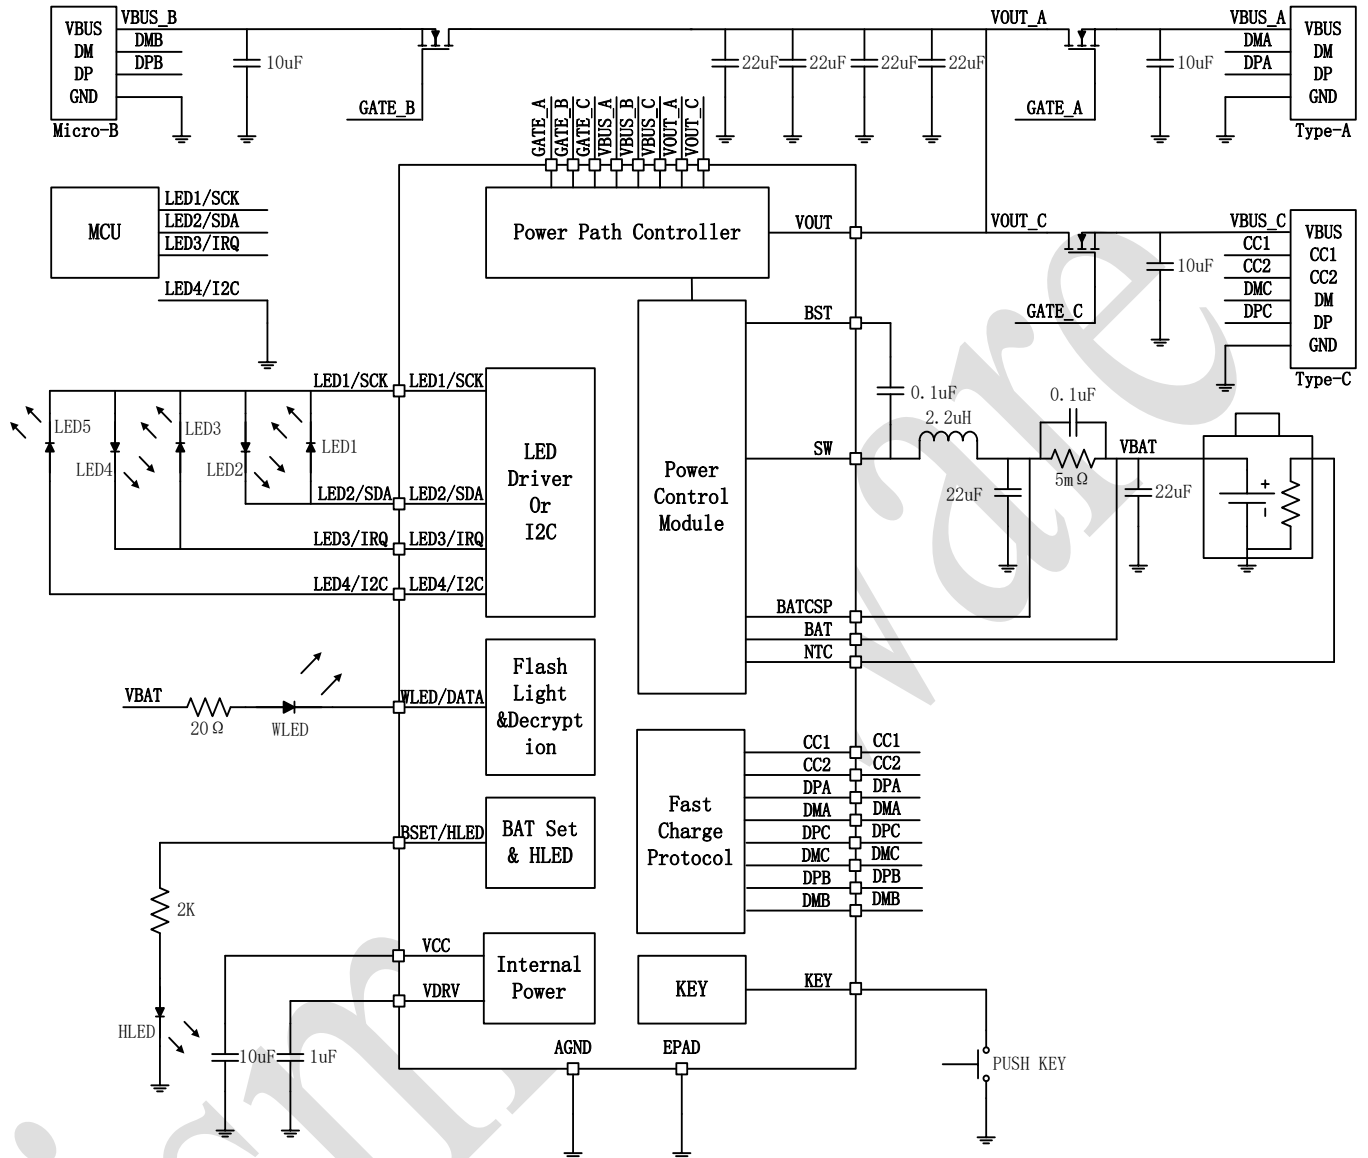 VBUS
DM
DP
GND
Micro-B
VBUS_B
DMB
DPB
10uF
GATE_B
22uF
22uF
22uF
22uF
VOUT_A
GATE_A
VBUS_A
DMA
DPA
10uF
VBUS
DM
DP
GND
Type-A
GATE_A
GATE_B
GATE_C
VBUS_A
VBUS_B
VBUS_C
VOUT_A
VOUT_C
MCU
LED1/SCK
LED2/SDA
LED3/IRQ
LED4/I2C
Power Path Controller
VOUT
VOUT_C
GATE_C
VBUS_C
CC1
CC2
DMC
DPC
10uF
VBUS
CC1
CC2
DM
DP
GND
Type-C
BST
0.1uF
2.2uH
SW
0.1uF
5mΩ
VBAT
22uF
22uF
+
Power
Control
Module
BATCSP
BAT
NTC
LED1/SCK
LED1/SCK
LED2/SDA
LED2/SDA
LED3/IRQ
LED3/IRQ
LED4/I2C
LED4/I2C
LED5
LED4
LED3
LED2
LED1
LED
Driver
Or
I2C
VBAT
20Ω
WLED
WLED/DATA
Flash
Light
&Decrypt
ion
BSET/HLED
BAT Set
& HLED
2K
HLED
Fast
Charge
Protocol
CC1
CC1
CC2
CC2
DPA
DPA
DMA
DMA
DPC
DPC
DMC
DMC
DPB
DPB
DMB
DMB
VCC
VDRV
Internal
Power
10uF
1uF
KEY
KEY
PUSH KEY
AGND
EPAD